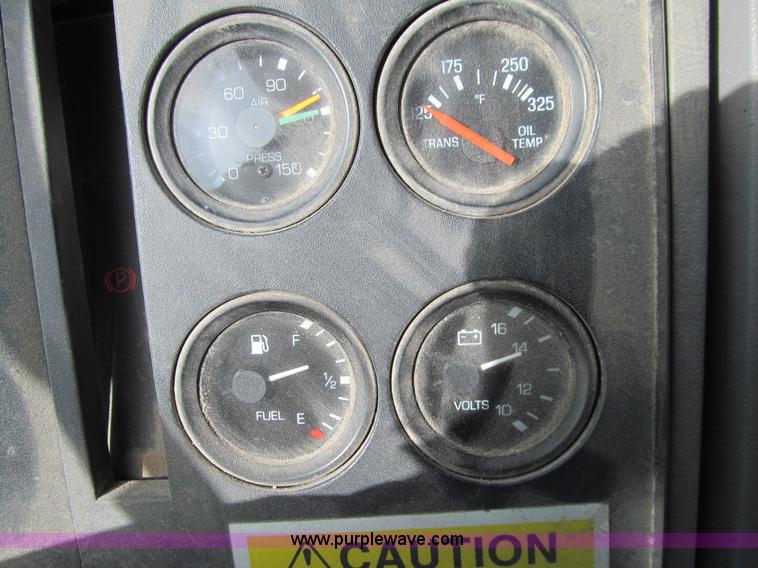 60 90
AIR
30 120
PRESS
0 150
175 250
°F
125 325
TRANS OIL
TEMP
F
1/2
FUEL E
16
14
VOLTS 12
10
P
www.purplewave.com
CAUTION